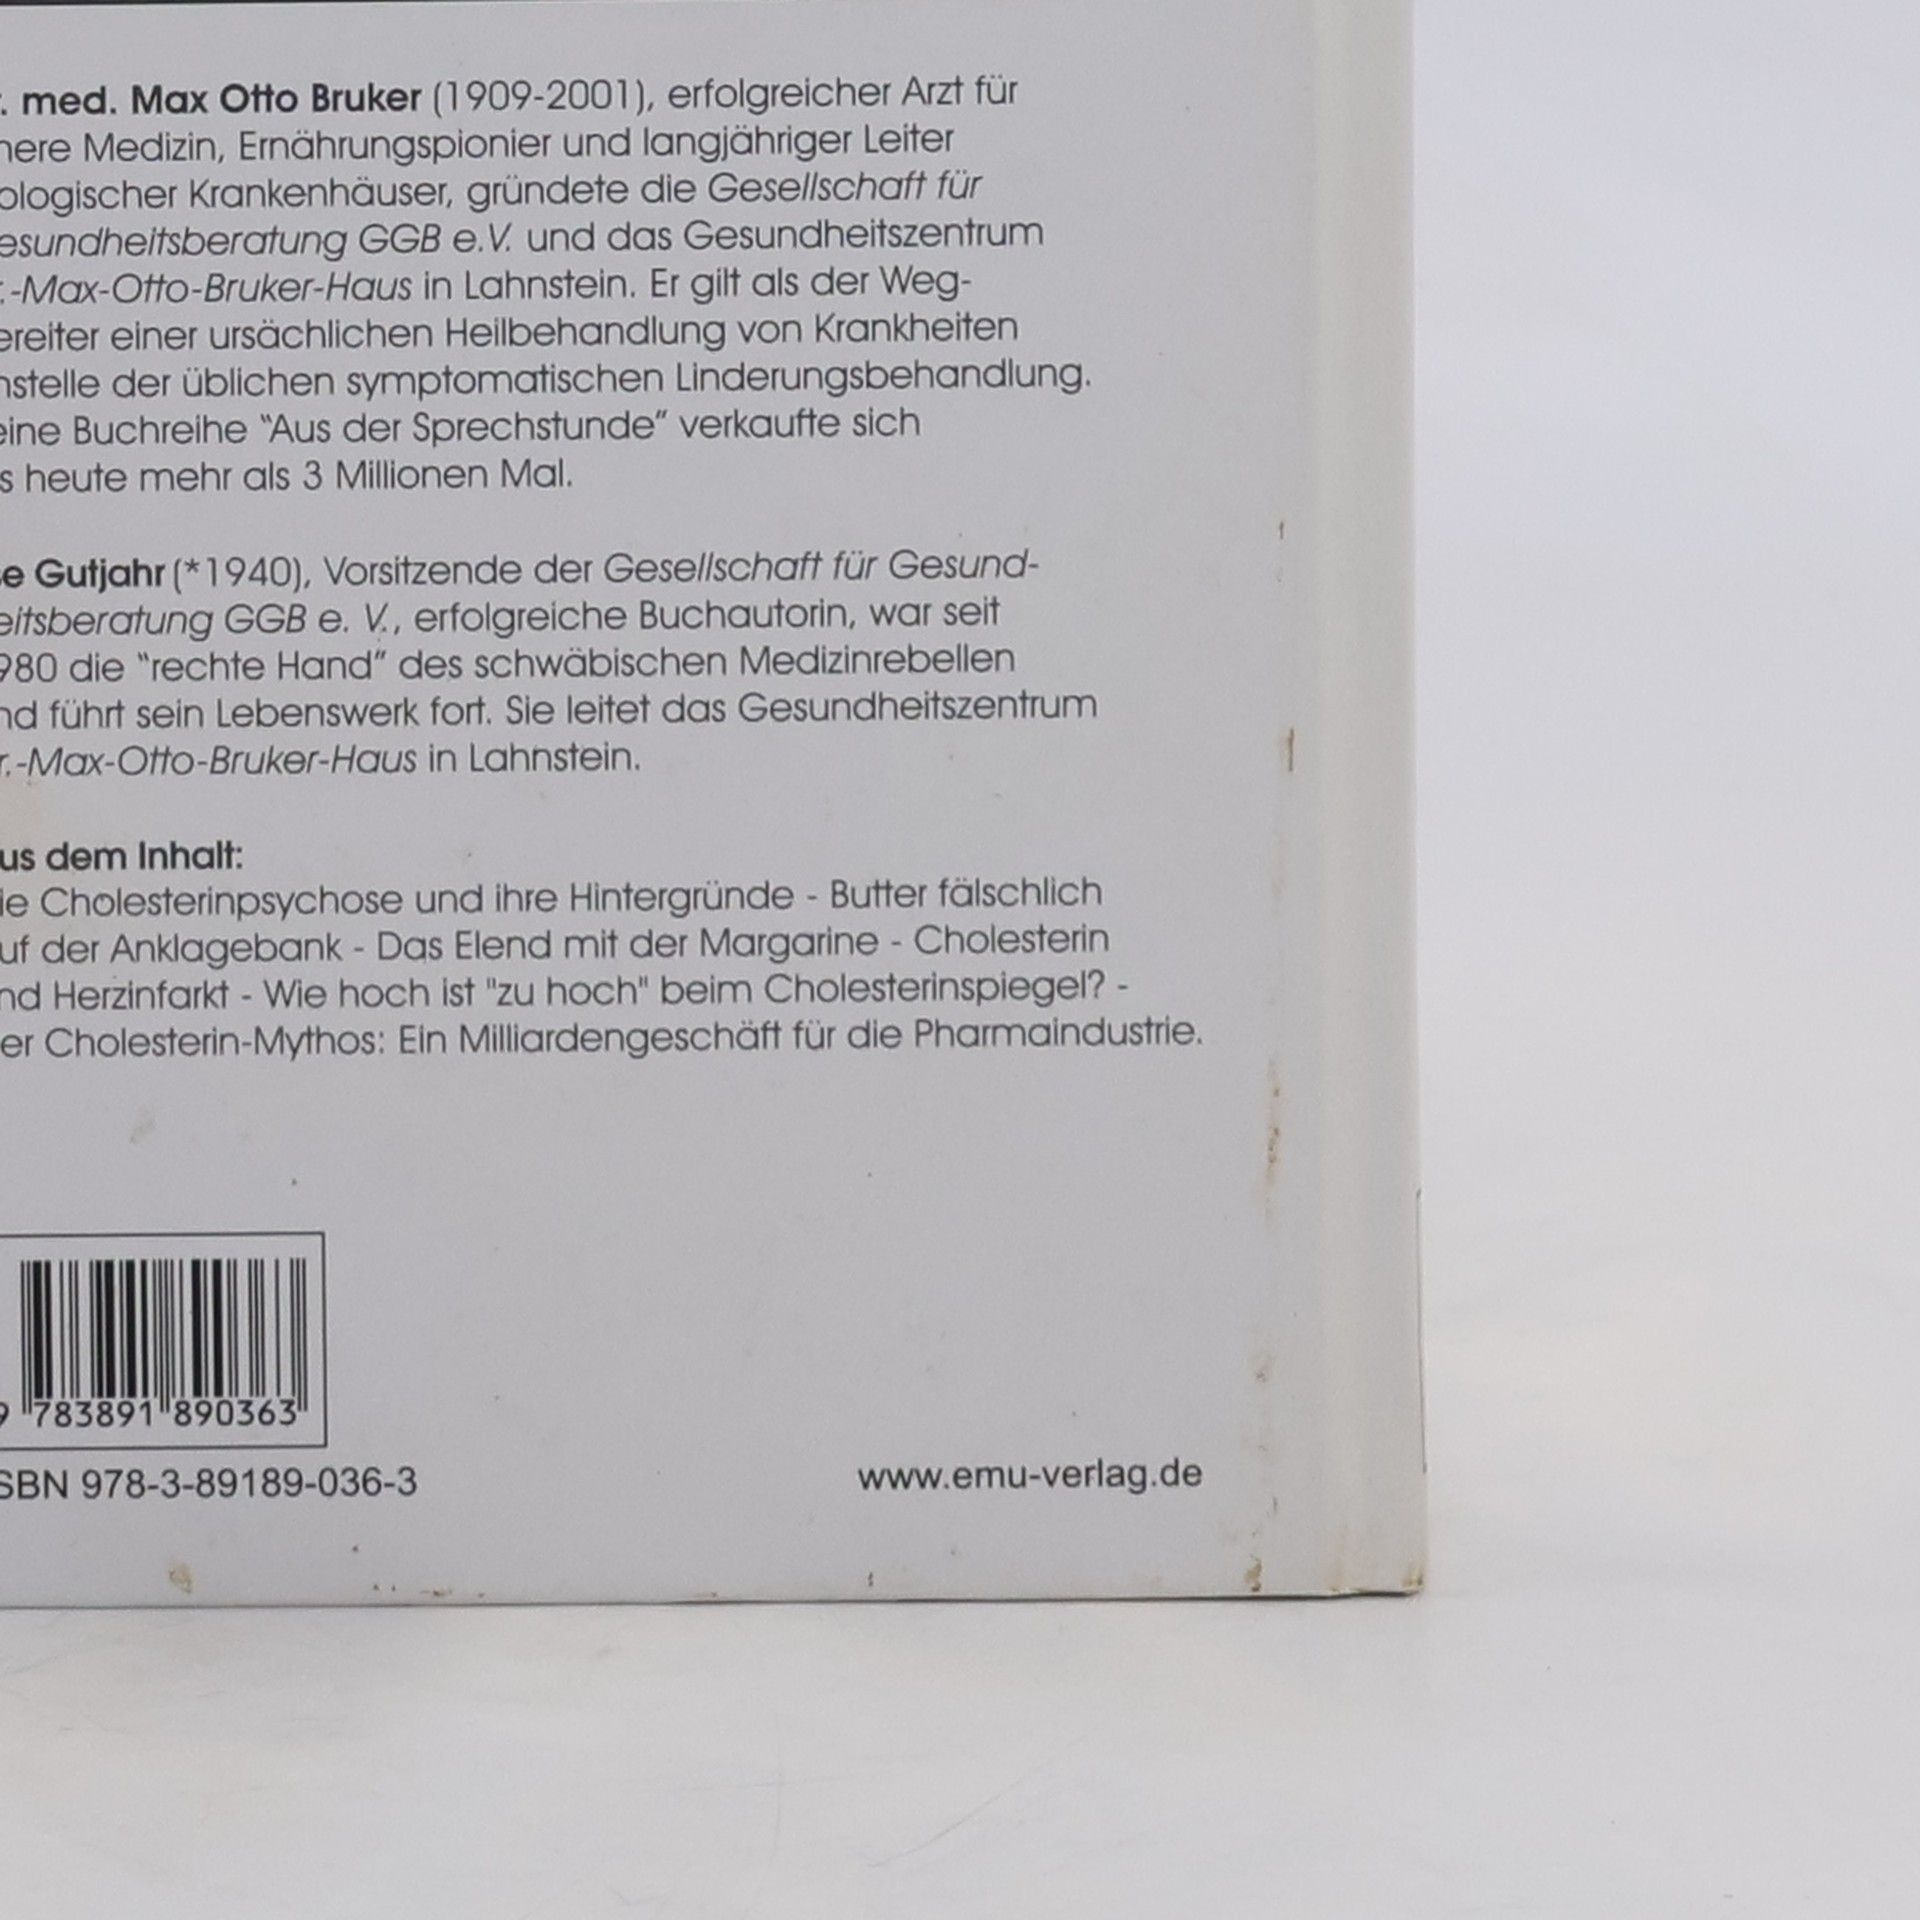 . med. Max Otto Bruker (1909-2001), erfolgreicher Arzt für
nere Medizin, Ernährungspionier und langjähriger Leiter
ologischer Krankenhäuser, gründete die Gesellschaft für
esundheitsberatung GGB e.V. und das Gesundheitszentrum
.-Max-Otto-Bruker-Haus in Lahnstein. Er gilt als der Weg-
ereiter einer ursächlichen Heilbehandlung von Krankheiten
nstelle der üblichen symptomatischen Linderungsbehandlung.
eine Buchreihe "Aus der Sprechstunde" verkaufte sich
s heute mehr als 3 Millionen Mal.
se Gutjahr (*1940), Vorsitzende der Gesellschaft für Gesund-
eitsberatung GGB e. V., erfolgreiche Buchautorin, war seit
980 die "rechte Hand" des schwäbischen Medizinrebellen
nd führt sein Lebenswerk fort. Sie leitet das Gesundheitszentrum
r.-Max-Otto-Bruker-Haus in Lahnstein.
us dem Inhalt:
ie Cholesterinpsychose und ihre Hintergründe - Butter fälschlich
uf der Anklagebank - Das Elend mit der Margarine - Cholesterin
nd Herzinfarkt - Wie hoch ist "zu hoch" beim Cholesterinspiegel? -
er Cholesterin-Mythos: Ein Milliardengeschäft für die Pharmaindustrie.
9 783891 890363
SBN 978-3-89189-036-3
www.emu-verlag.de